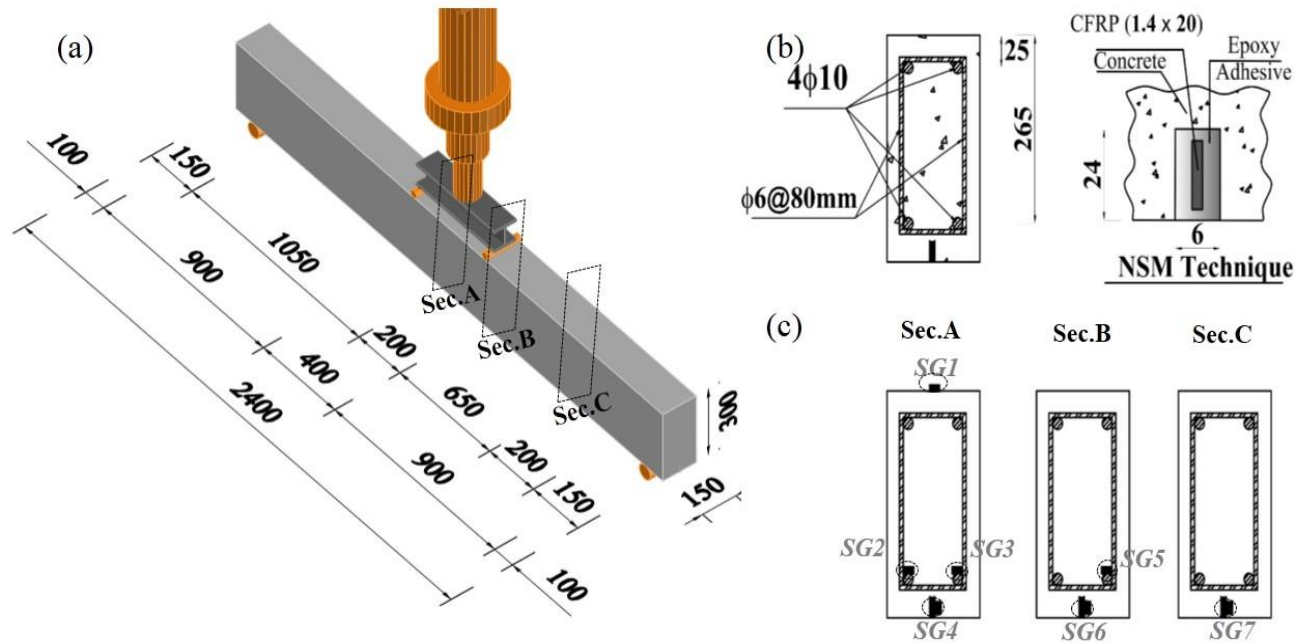 (a)
100
150
900
1050
400
200
2400
650
900
200
150
100
300
150
Sec.A
Sec.B
Sec.C
(b)
4ϕ10
ϕ6@80mm
25
265
CFRP (1.4 x 20)
Concrete
Epoxy
Adhesive
24
6
NSM Technique
(c)
Sec.A
Sec.B
Sec.C
SG1
SG2
SG3
SG5
SG4
SG6
SG7